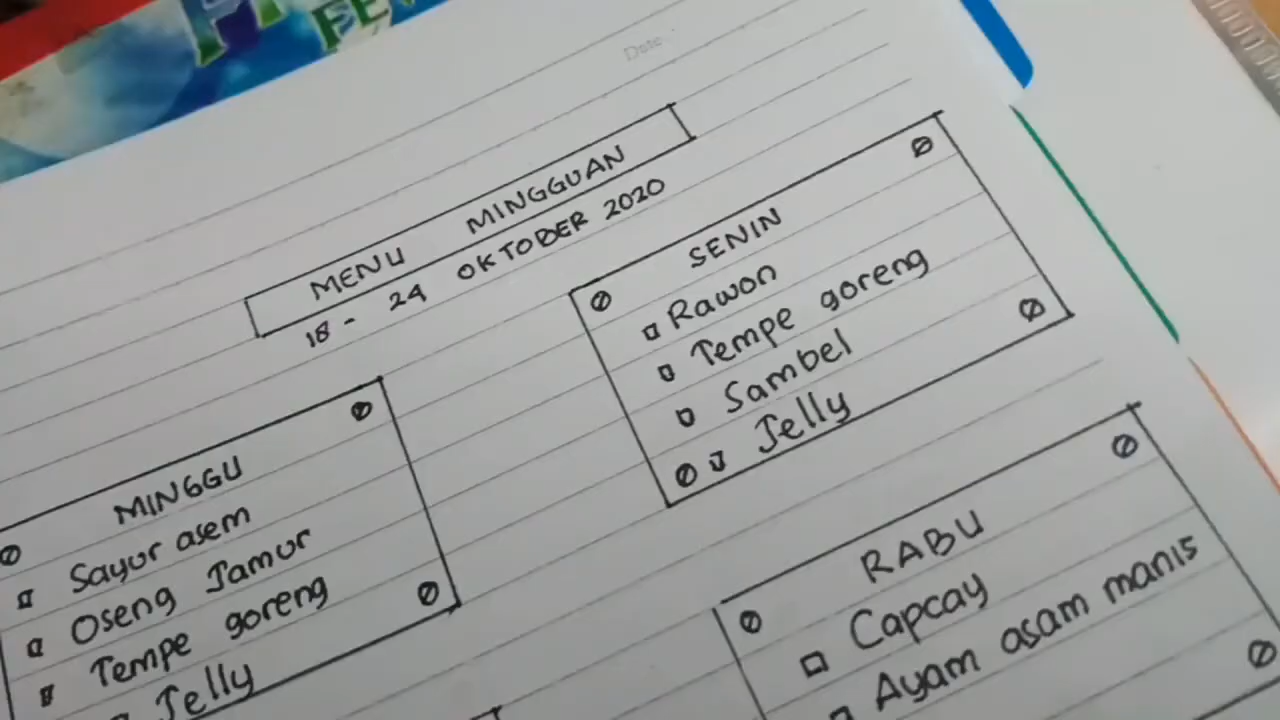 Date
MENU MINGGUAN
18 - 24 OKTOBER 2020
SENIN
Rawon
Tempe goreng
Sambel
Jelly
MINGGU
Sayur asem
Oseng Jamur
Tempe goreng
Jelly
RABU
Capcay
Ayam asam manis